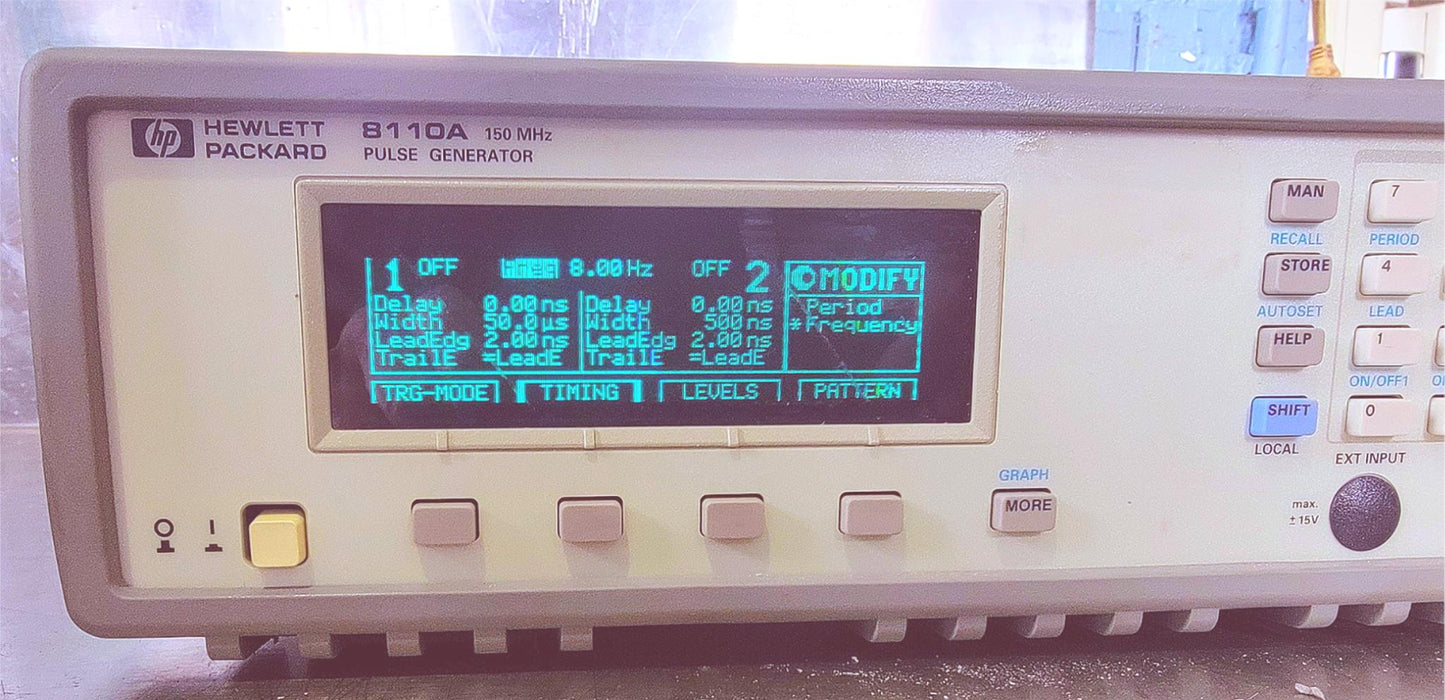 hp HEWLETT PACKARD 8110A 150 MHz
PULSE GENERATOR
1 OFF Freq 8.00 Hz OFF 2 MODIFY
Delay 0.00 ns Delay 0.00 ns Period
Width 50.0 µs Width 500 ns *Frequency
LeadEdg 2.00 ns LeadEdg 2.00 ns
TrailE =LeadE TrailE =LeadE
TRG-MODE TIMING LEVELS PATTERN
GRAPH
MORE
MAN 7
RECALL PERIOD
STORE 4
AUTOSET LEAD
HELP 1
ON/OFF1
SHIFT 0
LOCAL EXT INPUT
max.
±15V